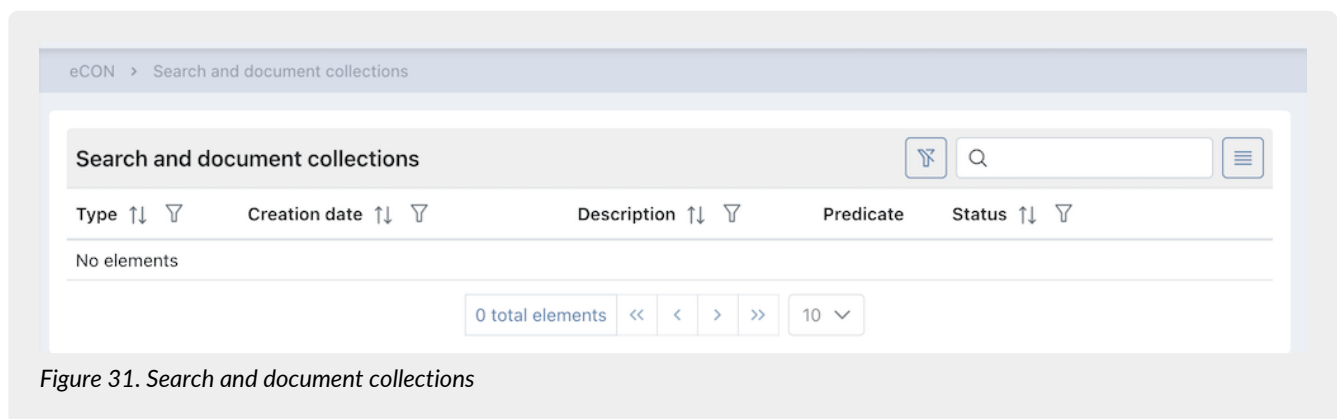 eCON > Search and document collections
Search and document collections
Type Creation date Description Predicate Status
No elements
0 total elements << < > >> 10
Figure 31. Search and document collections